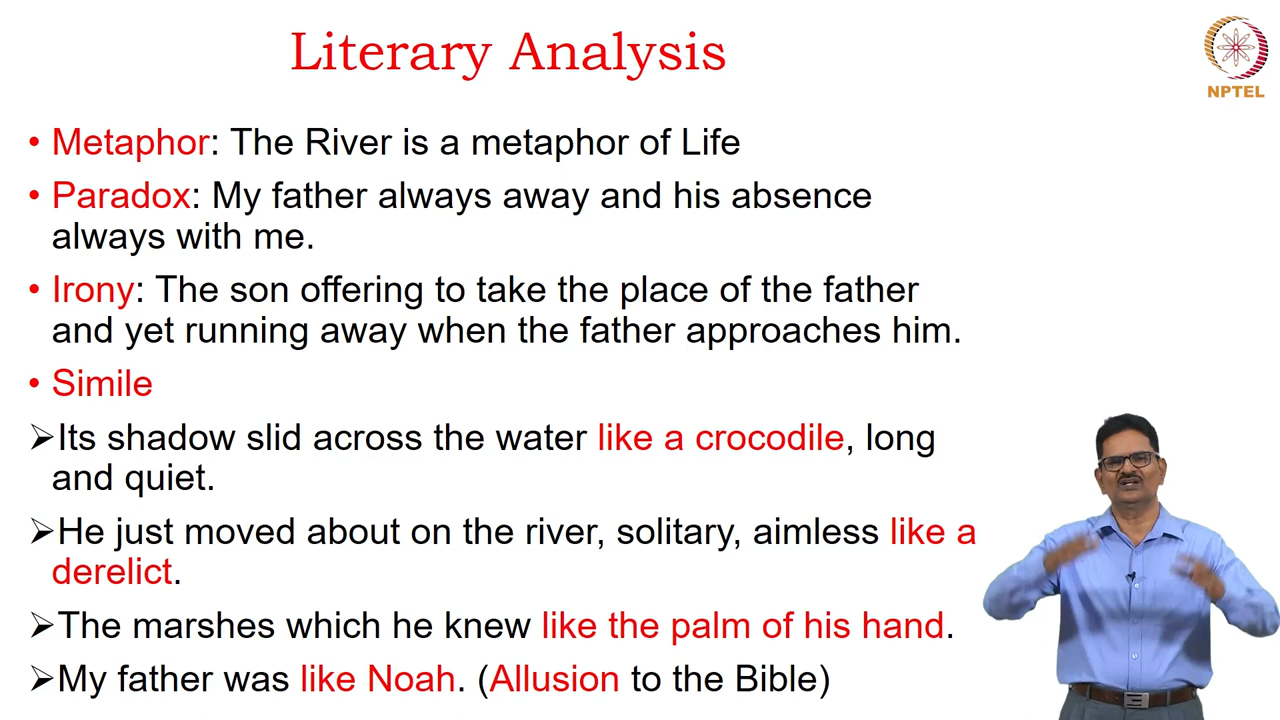 Literary Analysis
NPTEL
• Metaphor: The River is a metaphor of Life
• Paradox: My father always away and his absence
always with me.
• Irony: The son offering to take the place of the father
and yet running away when the father approaches him.
• Simile
➢Its shadow slid across the water like a crocodile, long
and quiet.
➢He just moved about on the river, solitary, aimless like a
derelict.
➢The marshes which he knew like the palm of his hand.
➢My father was like Noah. (Allusion to the Bible)